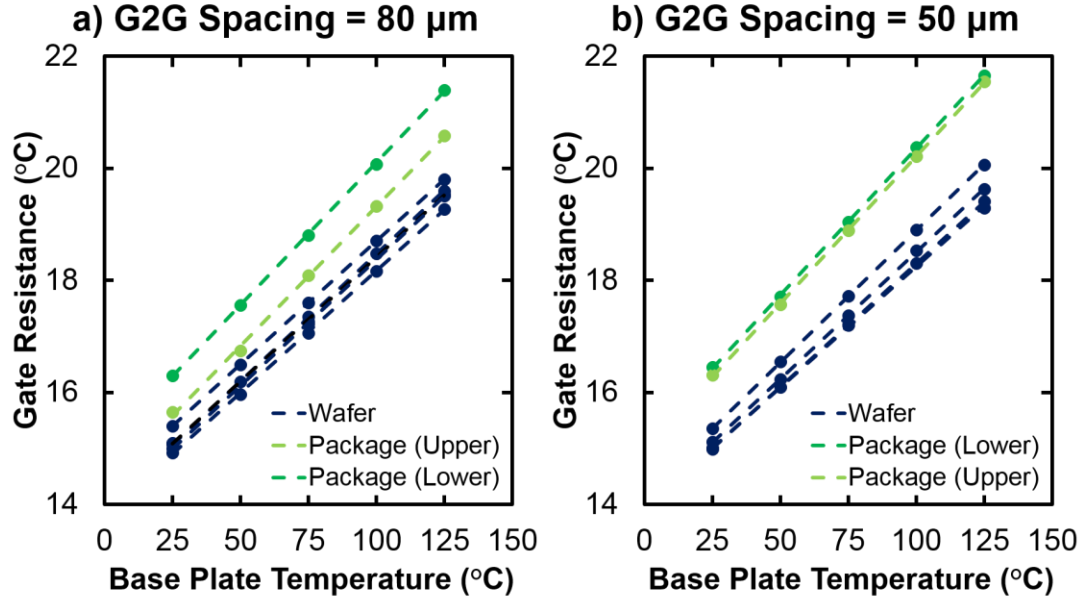 a) G2G Spacing = 80 µm
22
20
18
16
14
0 25 50 75 100 125 150
Gate Resistance (°C)
Base Plate Temperature (°C)
Wafer
Package (Upper)
Package (Lower)
b) G2G Spacing = 50 µm
22
20
18
16
14
0 25 50 75 100 125 150
Gate Resistance (°C)
Base Plate Temperature (°C)
Wafer
Package (Lower)
Package (Upper)